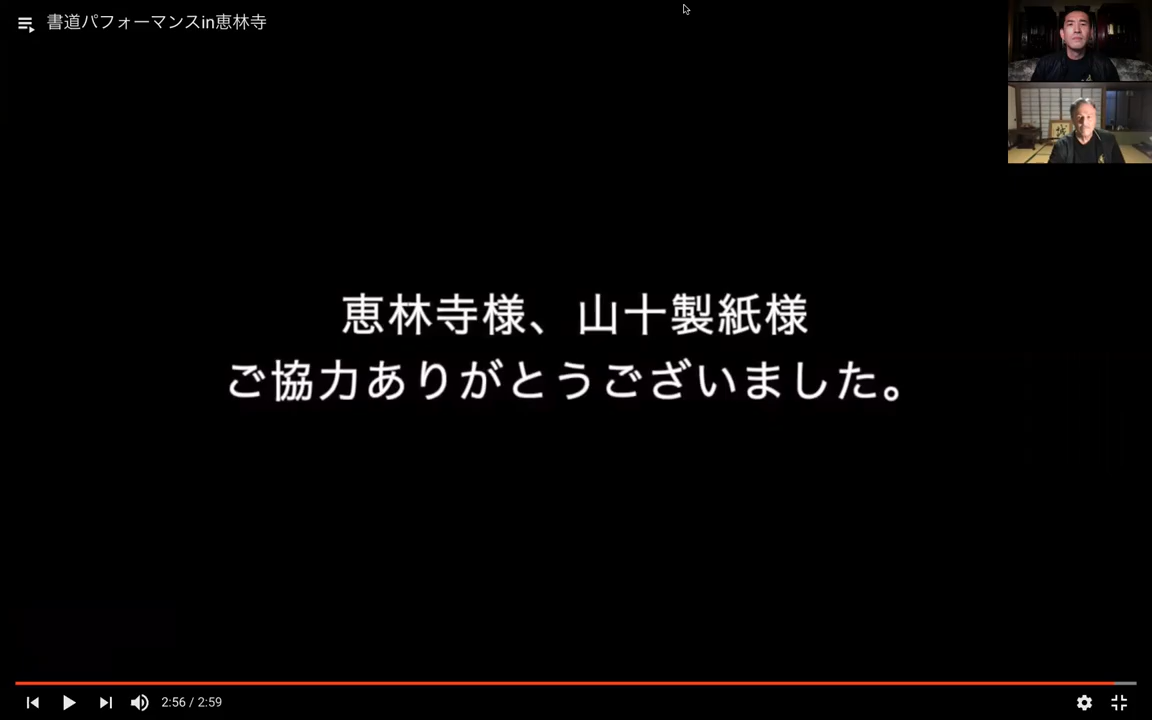 書道パフォーマンスin恵林寺
恵林寺様、山十製紙様
ご協力ありがとうございました。
2:56 / 2:59